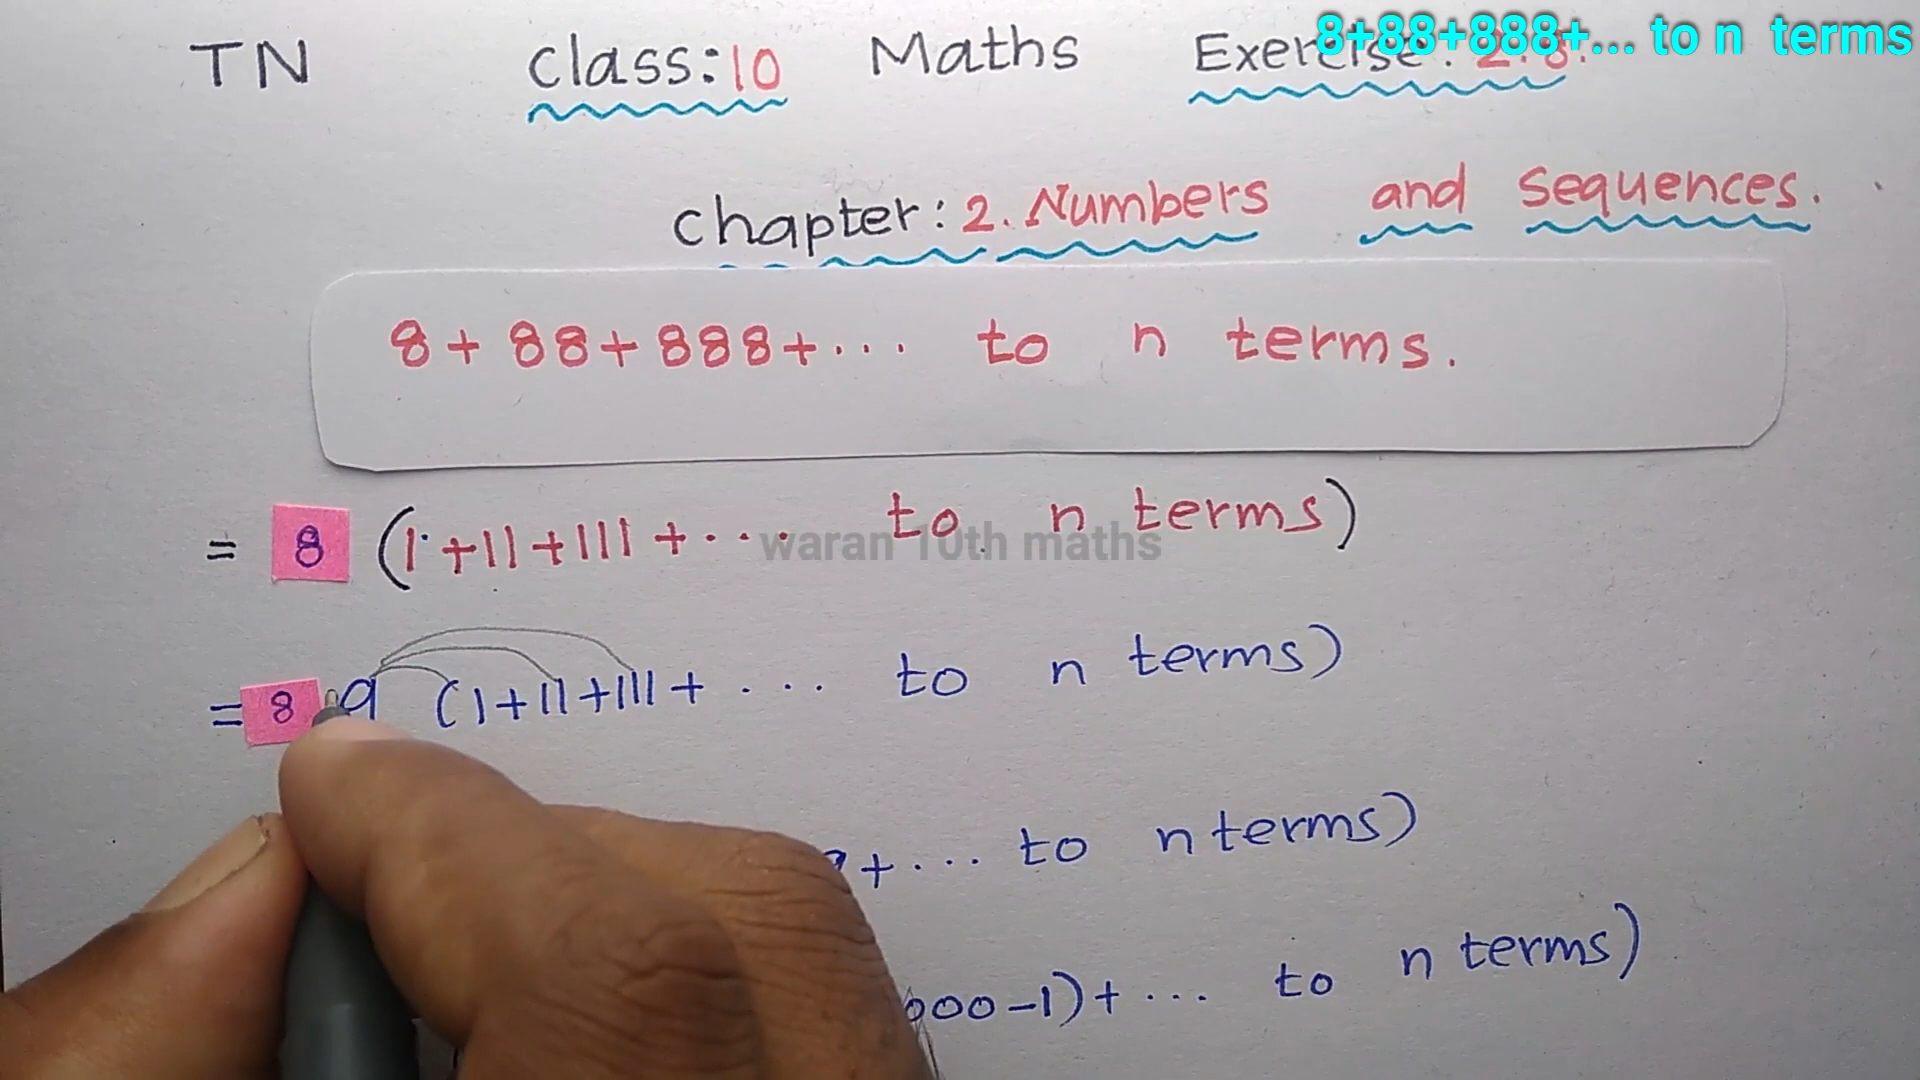 8+88+888+... to n terms
TN Class:10 Maths Exercise: 2.8.
Chapter: 2. Numbers and Sequences.
8+88+888+... to n terms.
= 8 (1+11+111+.... to n terms)
waran 10th maths
= 8 9 (1+11+111+.... to n terms)
+... to n terms)
000-1)+... to n terms)